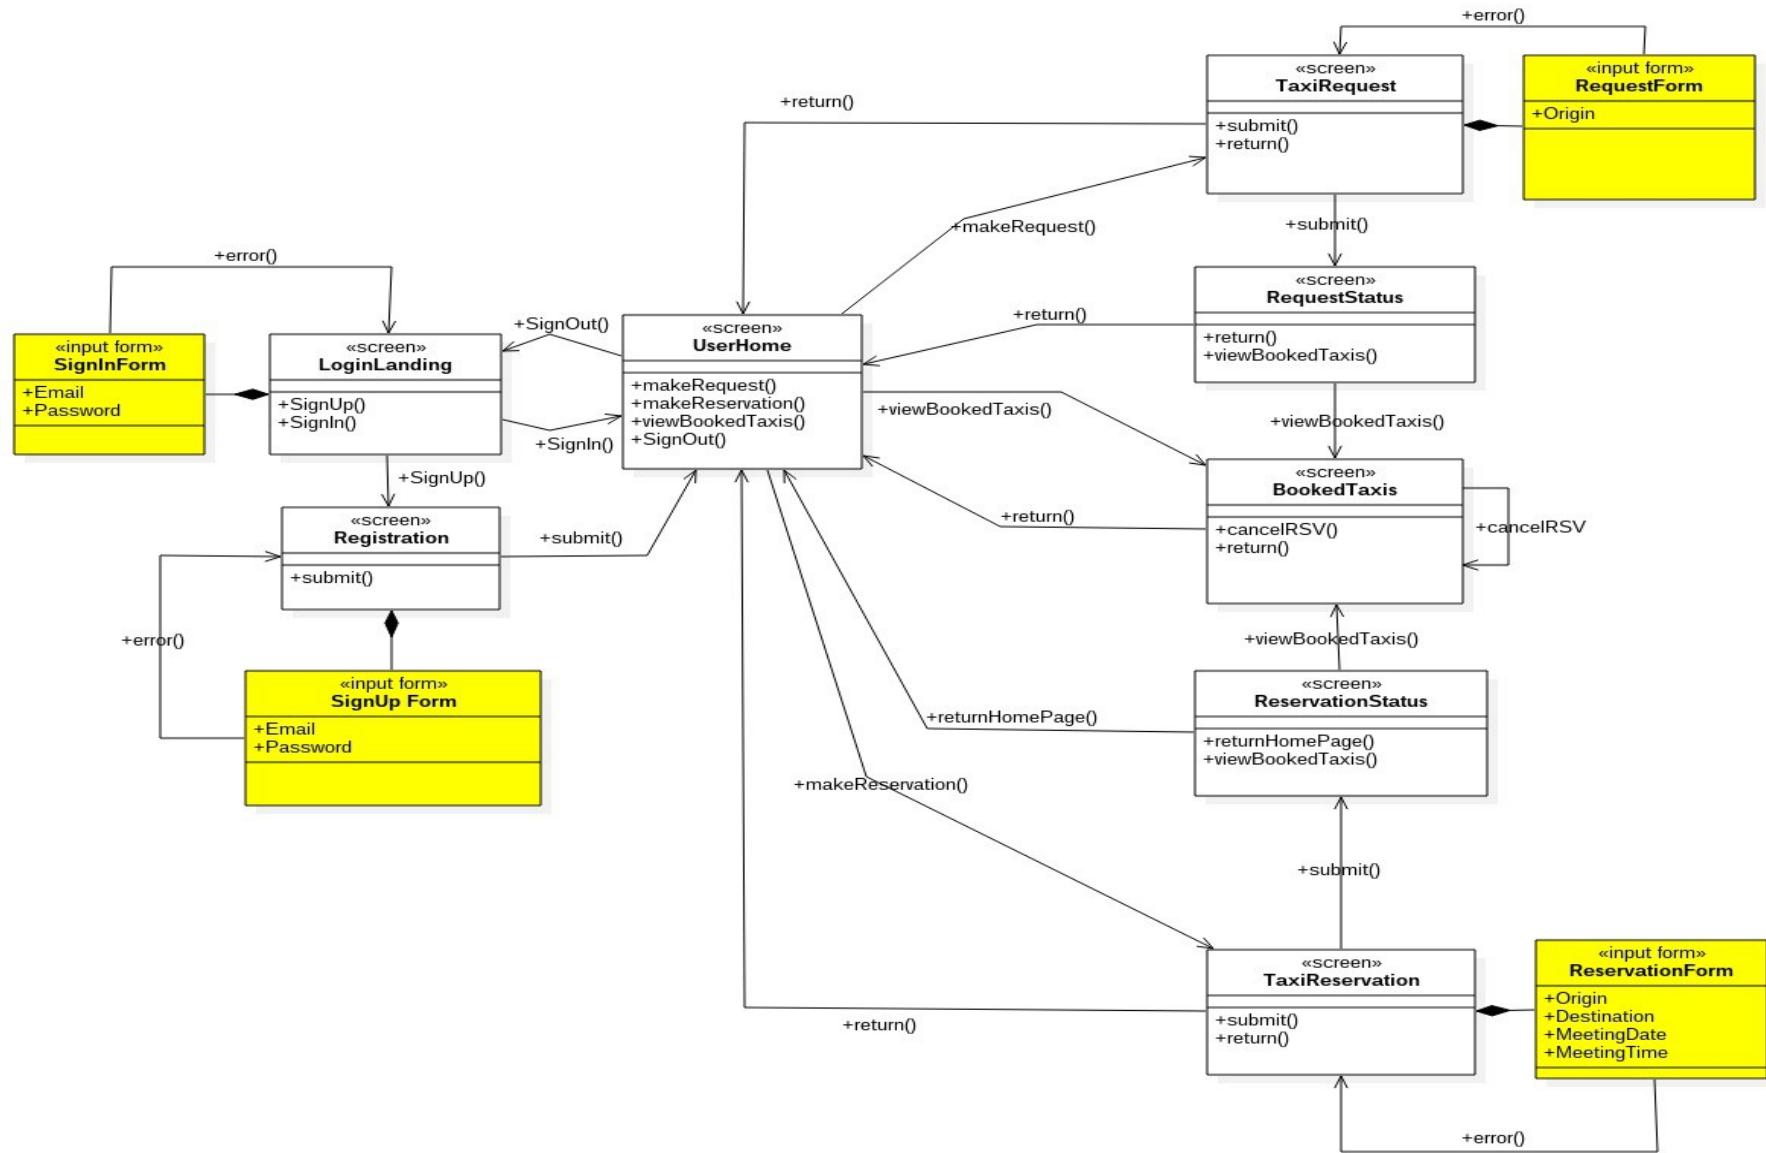 +error()
«screen»
TaxiRequest
+submit()
+return()
«input form»
RequestForm
+Origin
+return()
+makeRequest()
+submit()
+error()
«screen»
RequestStatus
+return()
+viewBookedTaxis()
+SignOut()
+return()
«input form»
SignInForm
+Email
+Password
«screen»
LoginLanding
+SignUp()
+SignIn()
«screen»
UserHome
+makeRequest()
+makeReservation()
+viewBookedTaxis()
+SignOut()
+viewBookedTaxis()
+viewBookedTaxis()
+SignIn()
+SignUp()
«screen»
BookedTaxis
+cancelRSV()
+return()
+cancelRSV
+return()
«screen»
Registration
+submit()
+submit()
+error()
+viewBookedTaxis()
«input form»
SignUp Form
+Email
+Password
«screen»
ReservationStatus
+returnHomePage()
+viewBookedTaxis()
+returnHomePage()
+makeReservation()
+submit()
«screen»
TaxiReservation
+submit()
+return()
«input form»
ReservationForm
+Origin
+Destination
+MeetingDate
+MeetingTime
+return()
+error()